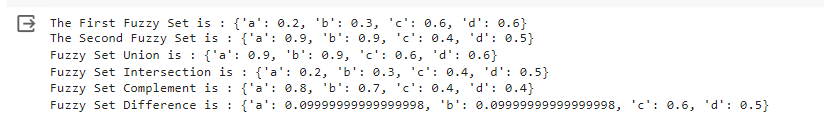 The First Fuzzy Set is : {'a': 0.2, 'b': 0.3, 'c': 0.6, 'd': 0.6}
The Second Fuzzy Set is : {'a': 0.9, 'b': 0.9, 'c': 0.4, 'd': 0.5}
Fuzzy Set Union is : {'a': 0.9, 'b': 0.9, 'c': 0.6, 'd': 0.6}
Fuzzy Set Intersection is : {'a': 0.2, 'b': 0.3, 'c': 0.4, 'd': 0.5}
Fuzzy Set Complement is : {'a': 0.8, 'b': 0.7, 'c': 0.4, 'd': 0.4}
Fuzzy Set Difference is : {'a': 0.09999999999999998, 'b': 0.09999999999999998, 'c': 0.6, 'd': 0.5}